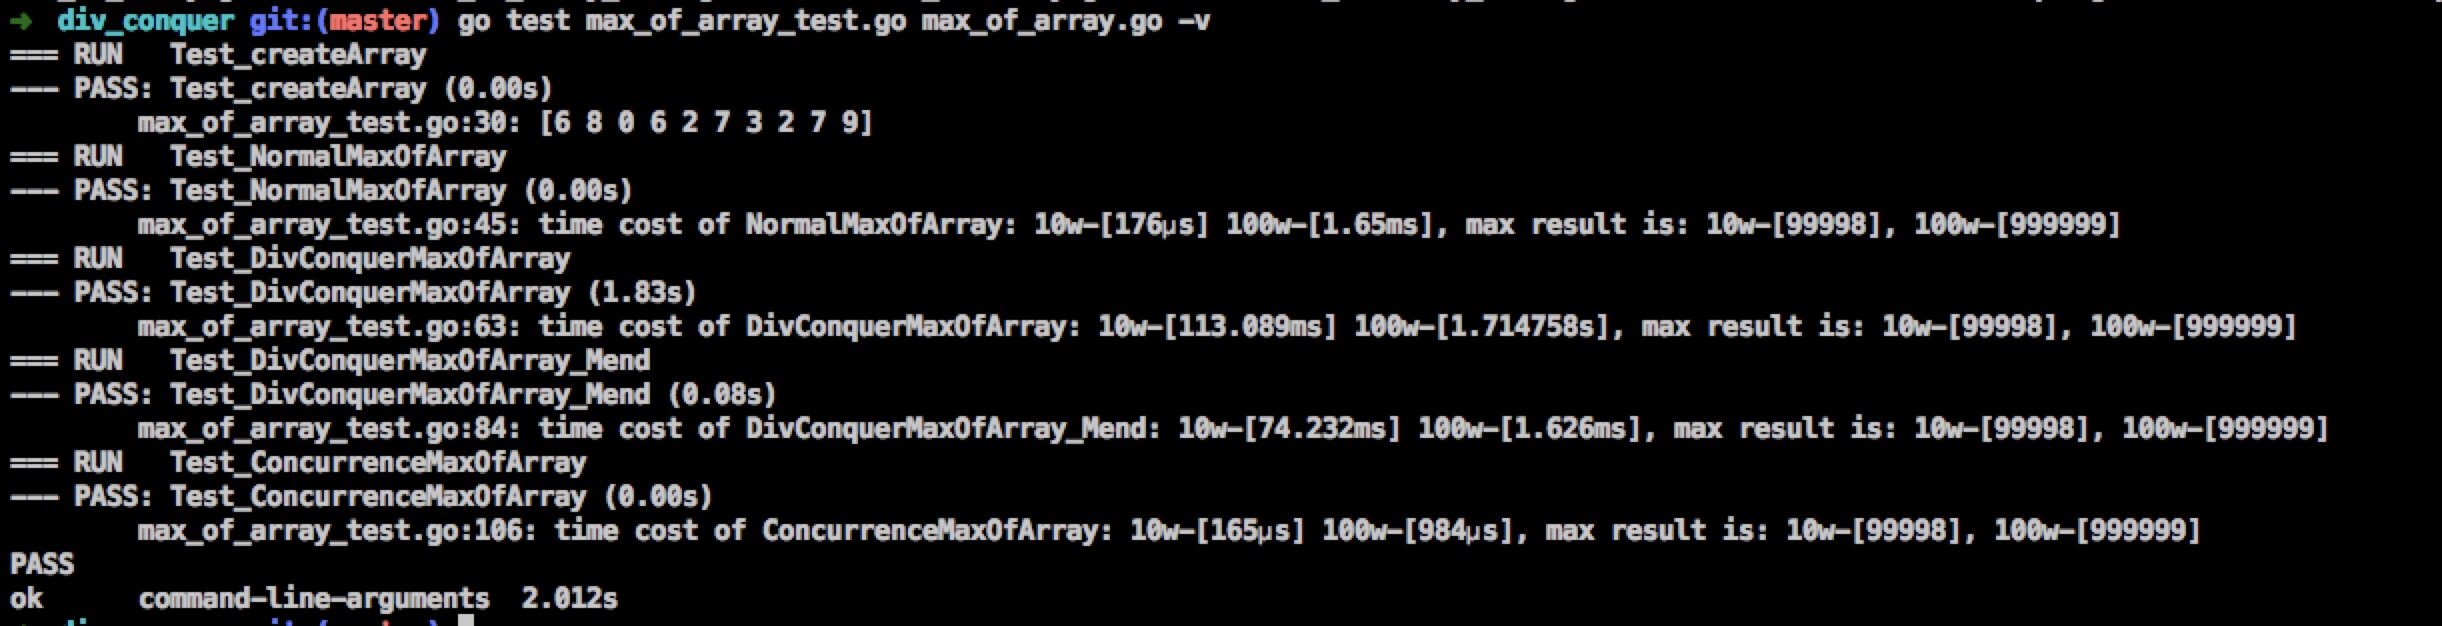 ➜  div_conquer git:(master) go test max_of_array_test.go max_of_array.go -v
=== RUN   Test_createArray
--- PASS: Test_createArray (0.00s)
        max_of_array_test.go:30: [6 8 0 6 2 7 3 2 7 9]
=== RUN   Test_NormalMaxOfArray
--- PASS: Test_NormalMaxOfArray (0.00s)
        max_of_array_test.go:45: time cost of NormalMaxOfArray: 10w-[176µs] 100w-[1.65ms], max result is: 10w-[99998], 100w-[999999]
=== RUN   Test_DivConquerMaxOfArray
--- PASS: Test_DivConquerMaxOfArray (1.83s)
        max_of_array_test.go:63: time cost of DivConquerMaxOfArray: 10w-[113.089ms] 100w-[1.714758s], max result is: 10w-[99998], 100w-[999999]
=== RUN   Test_DivConquerMaxOfArray_Mend
--- PASS: Test_DivConquerMaxOfArray_Mend (0.08s)
        max_of_array_test.go:84: time cost of DivConquerMaxOfArray_Mend: 10w-[74.232ms] 100w-[1.626ms], max result is: 10w-[99998], 100w-[999999]
=== RUN   Test_ConcurrenceMaxOfArray
--- PASS: Test_ConcurrenceMaxOfArray (0.00s)
        max_of_array_test.go:106: time cost of ConcurrenceMaxOfArray: 10w-[165µs] 100w-[984µs], max result is: 10w-[99998], 100w-[999999]
PASS
ok      command-line-arguments  2.012s